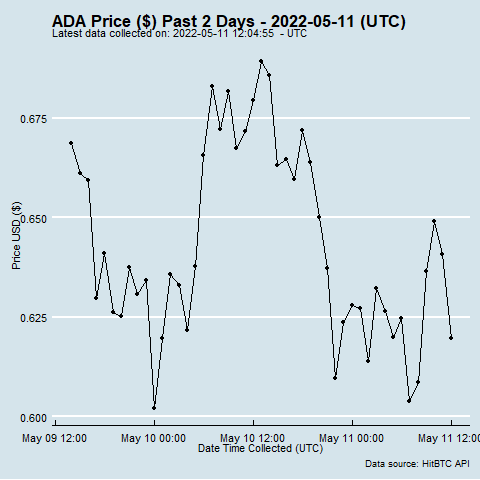 ADA Price ($) Past 2 Days - 2022-05-11 (UTC)
Latest data collected on: 2022-05-11 12:04:55 - UTC
0.675
0.650
Price USD ($)
0.625
0.600
May 09 12:00 May 10 00:00 May 10 12:00 May 11 00:00 May 11 12:00
Date Time Collected (UTC)
Data source: HitBTC API